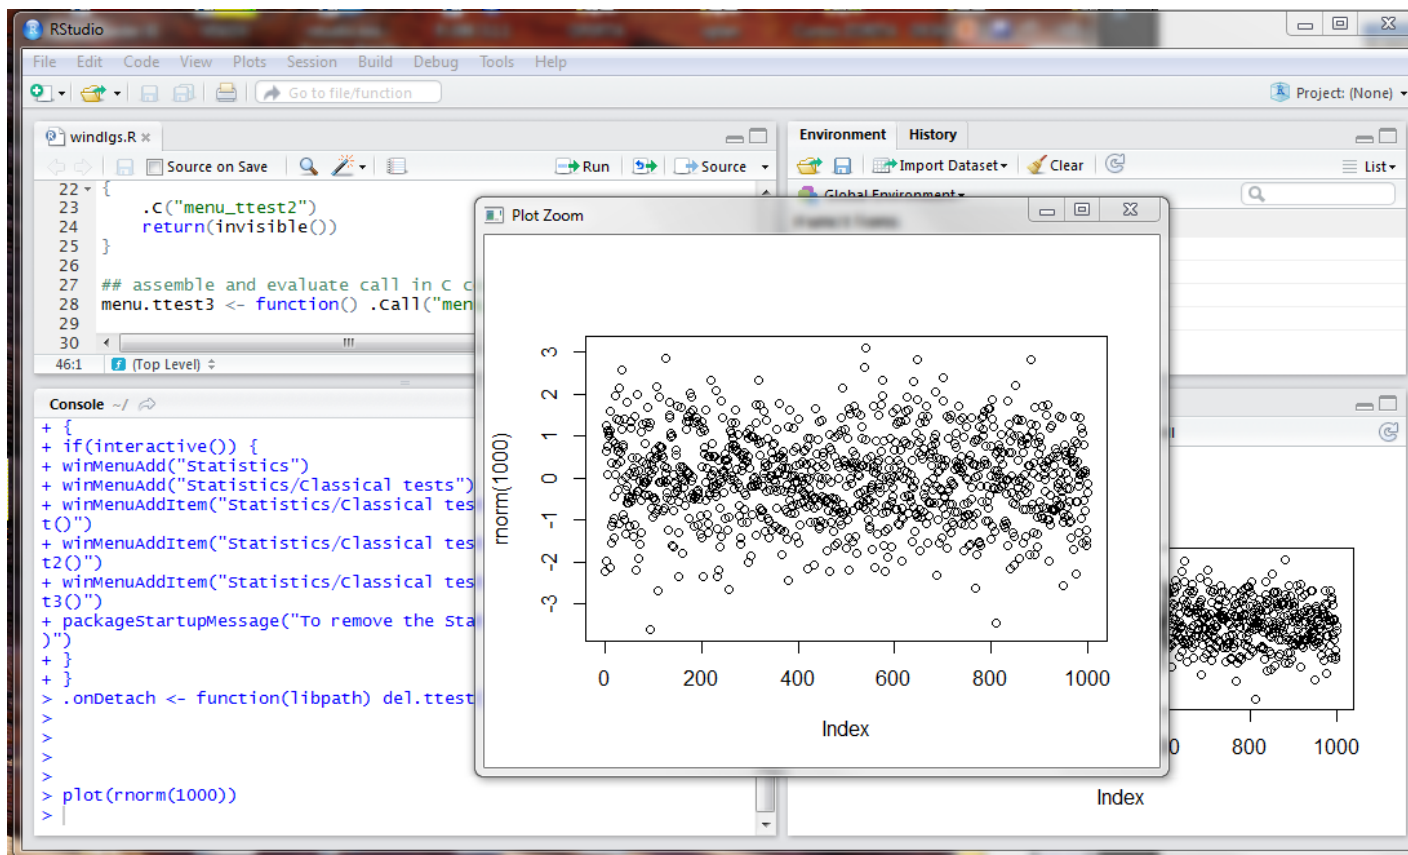 RStudio
File Edit Code View Plots Session Build Debug Tools Help
Go to file/function
Project: (None)
windlgs.R
Source on Save
Run
Source
22 {
23 .C("menu_ttest2")
24 return(invisible())
25 }
26
27 ## assemble and evaluate call in C c
28 menu.ttest3 <- function() .Call("men
29
30
46:1 (Top Level)
Console ~/
+ {
+ if(interactive()) {
+ winMenuAdd("Statistics")
+ winMenuAdd("Statistics/Classical tests")
+ winMenuAddItem("Statistics/Classical tes
t()")
+ winMenuAddItem("Statistics/Classical tes
t2()")
+ winMenuAddItem("Statistics/Classical tes
t3()")
+ packageStartupMessage("To remove the Sta
)")
+ }
+ }
> .onDetach <- function(libpath) del.ttest
>
>
>
>
> plot(rnorm(1000))
>
Environment History
Import Dataset Clear
List
Global Environment
Plot Zoom
rnorm(1000)
3
2
1
0
-1
-2
-3
0 200 400 600 800 1000
Index
0 800 1000
Index